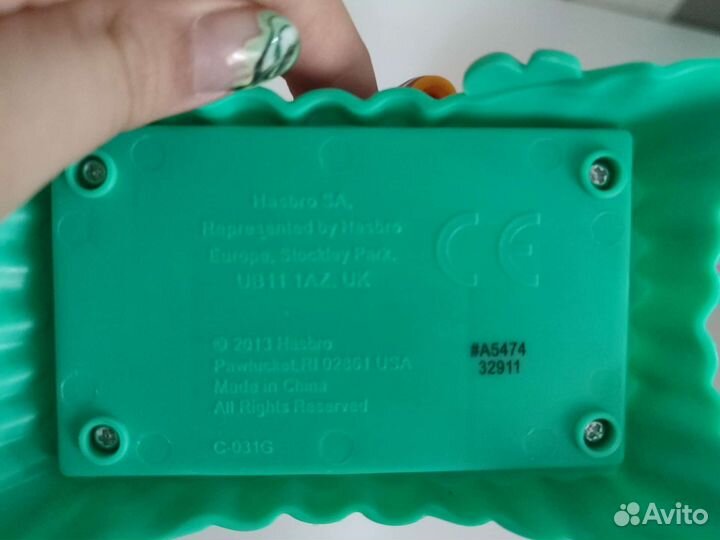 Hasbro SA,
Represented by Hasbro
Europe, Stockley Park,
UB11 1AZ. UK
CE
© 2013 Hasbro
Pawtucket, RI 02861 USA
Made in China
All Rights Reserved
C-031G
#A5474
32911
Avito